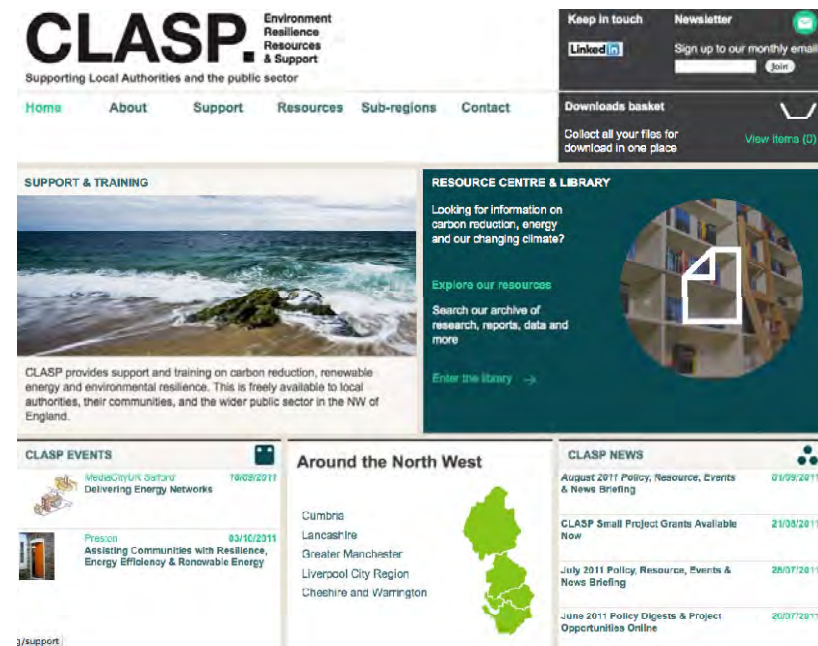 CLASP.
Environment
Resilience
Resources
& Support
Supporting Local Authorities and the public sector
Keep in touch
Newsletter
Linked in
Sign up to our monthly email
Join
Home About Support Resources Sub-regions Contact
Downloads basket
Collect all your files for
download in one place
View items (0)
SUPPORT & TRAINING
CLASP provides support and training on carbon reduction, renewable
energy and environmental resilience. This is freely available to local
authorities, their communities, and the wider public sector in the NW of
England.
RESOURCE CENTRE & LIBRARY
Looking for information on
carbon reduction, energy
and our changing climate?
Explore our resources
Search our archive of
research, reports, data and
more
Enter the library →
CLASP EVENTS
MediaCityUK Salford
Delivering Energy Networks
Preston 03/10/2011
Assisting Communities with Resilience,
Energy Efficiency & Renewable Energy
Around the North West
Cumbria
Lancashire
Greater Manchester
Liverpool City Region
Cheshire and Warrington
CLASP NEWS
August 2011 Policy, Resource, Events 01/09/2011
& News Briefing
CLASP Small Project Grants Available 21/08/2011
Now
July 2011 Policy, Resource, Events & 28/07/2011
News Briefing
June 2011 Policy Digests & Project
Opportunities Online
g/support